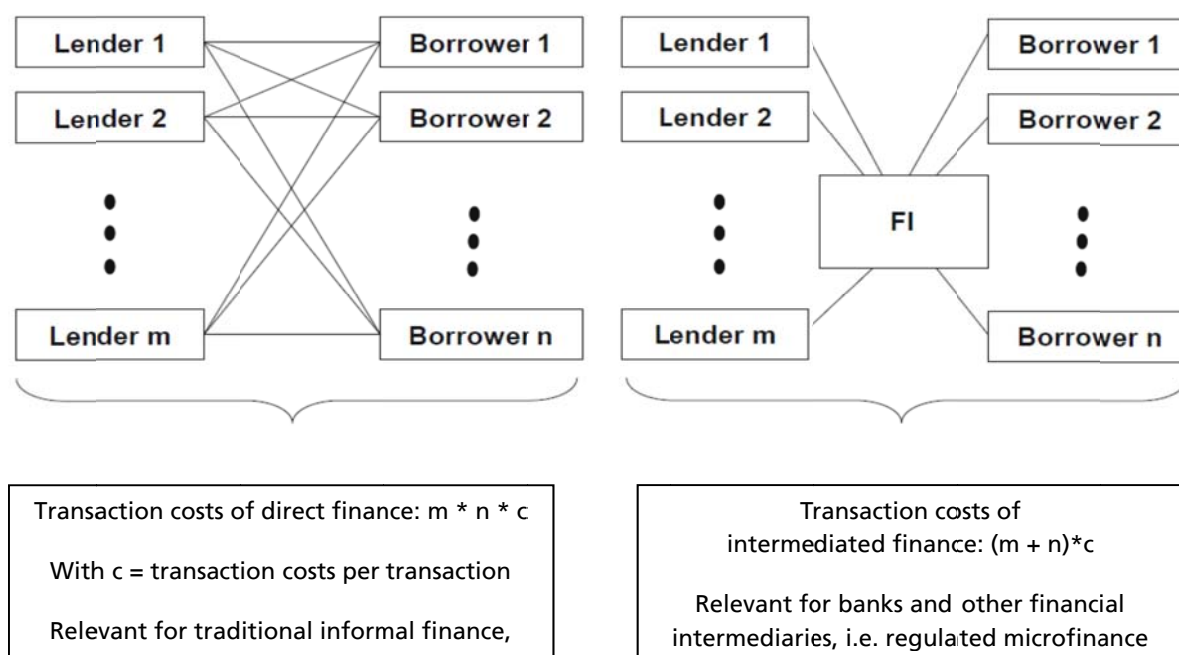 Lender 1
Borrower 1
Lender 2
Borrower 2
Lender m
Borrower n
Lender 1
Borrower 1
Lender 2
Borrower 2
FI
Lender m
Borrower n
Transaction costs of direct finance: m * n * c
With c = transaction costs per transaction
Relevant for traditional informal finance,
Transaction costs of
intermediated finance: (m + n)*c
Relevant for banks and other financial
intermediaries, i.e. regulated microfinance